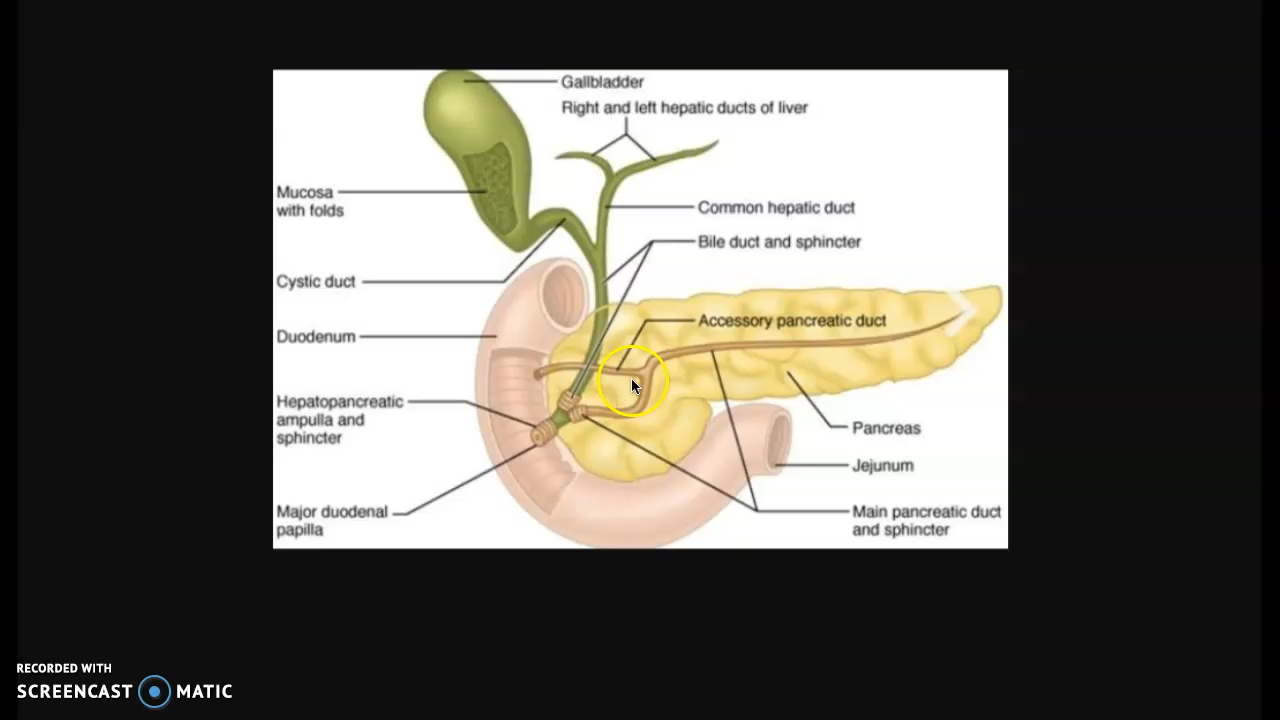 Gallbladder
Right and left hepatic ducts of liver
Mucosa
with folds
Common hepatic duct
Bile duct and sphincter
Cystic duct
Accessory pancreatic duct
Duodenum
Hepatopancreatic
ampulla and
sphincter
Pancreas
Jejunum
Major duodenal
papilla
Main pancreatic duct
and sphincter
RECORDED WITH
SCREENCAST MATIC